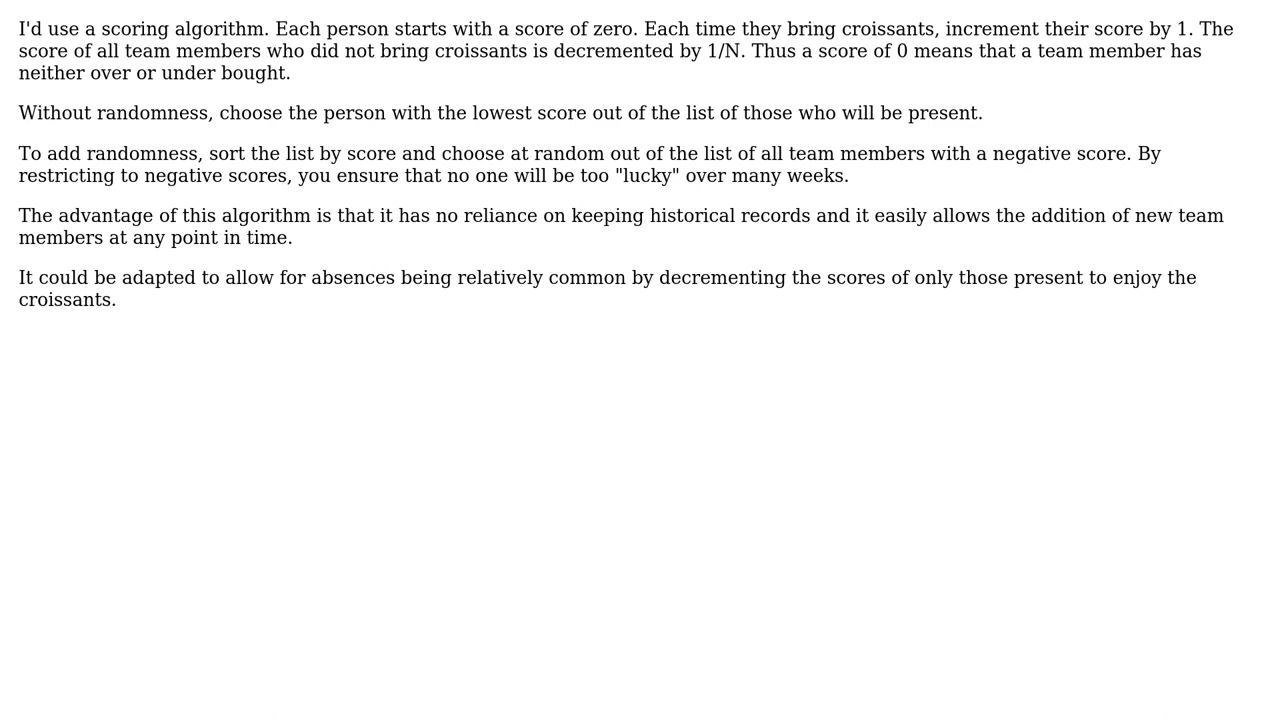 I'd use a scoring algorithm. Each person starts with a score of zero. Each time they bring croissants, increment their score by 1. The
score of all team members who did not bring croissants is decremented by 1/N. Thus a score of 0 means that a team member has
neither over or under bought.
Without randomness, choose the person with the lowest score out of the list of those who will be present.
To add randomness, sort the list by score and choose at random out of the list of all team members with a negative score. By
restricting to negative scores, you ensure that no one will be too "lucky" over many weeks.
The advantage of this algorithm is that it has no reliance on keeping historical records and it easily allows the addition of new team
members at any point in time.
It could be adapted to allow for absences being relatively common by decrementing the scores of only those present to enjoy the
croissants.